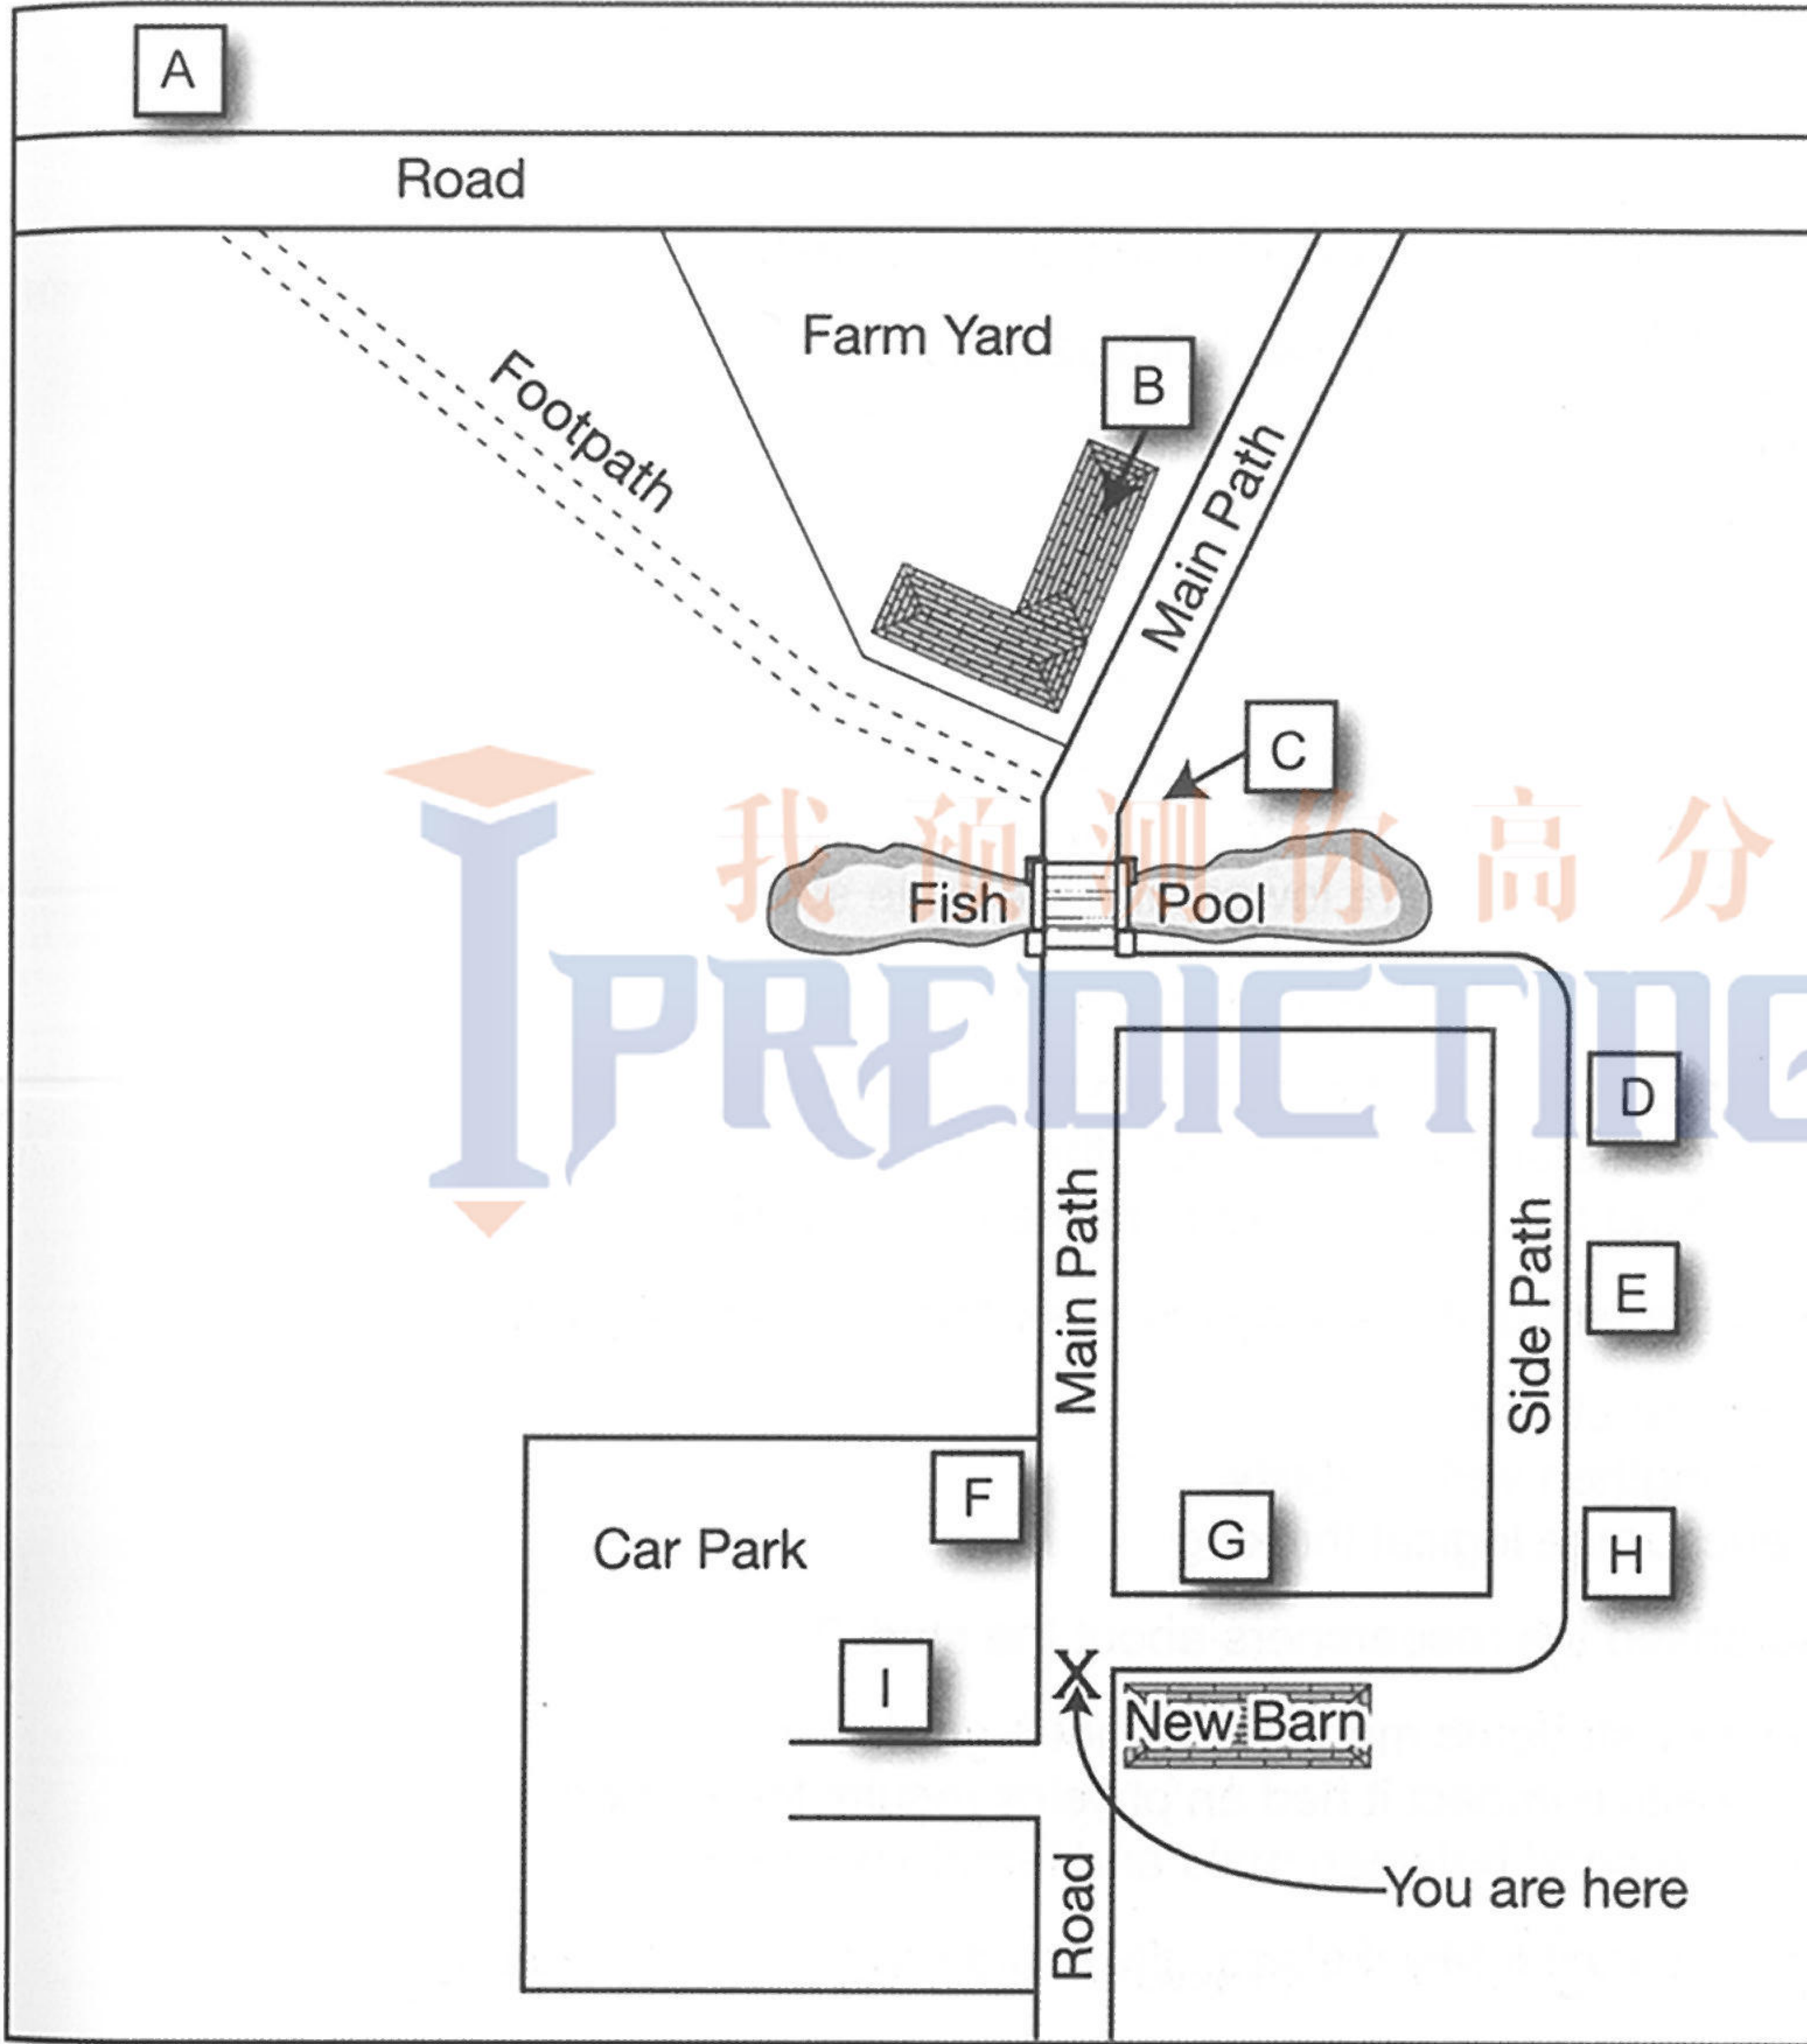 A
Road
Farm Yard
B
Footpath
Main Path
C
我预测你高分
Fish Pool
IPREDICTING
D
Main Path
Side Path
E
F
Car Park
G
H
I
X
New Barn
You are here
Road